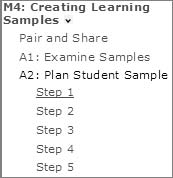 M4: Creating Learning
Samples
Pair and Share
A1: Examine Samples
A2: Plan Student Sample
Step 1
Step 2
Step 3
Step 4
Step 5